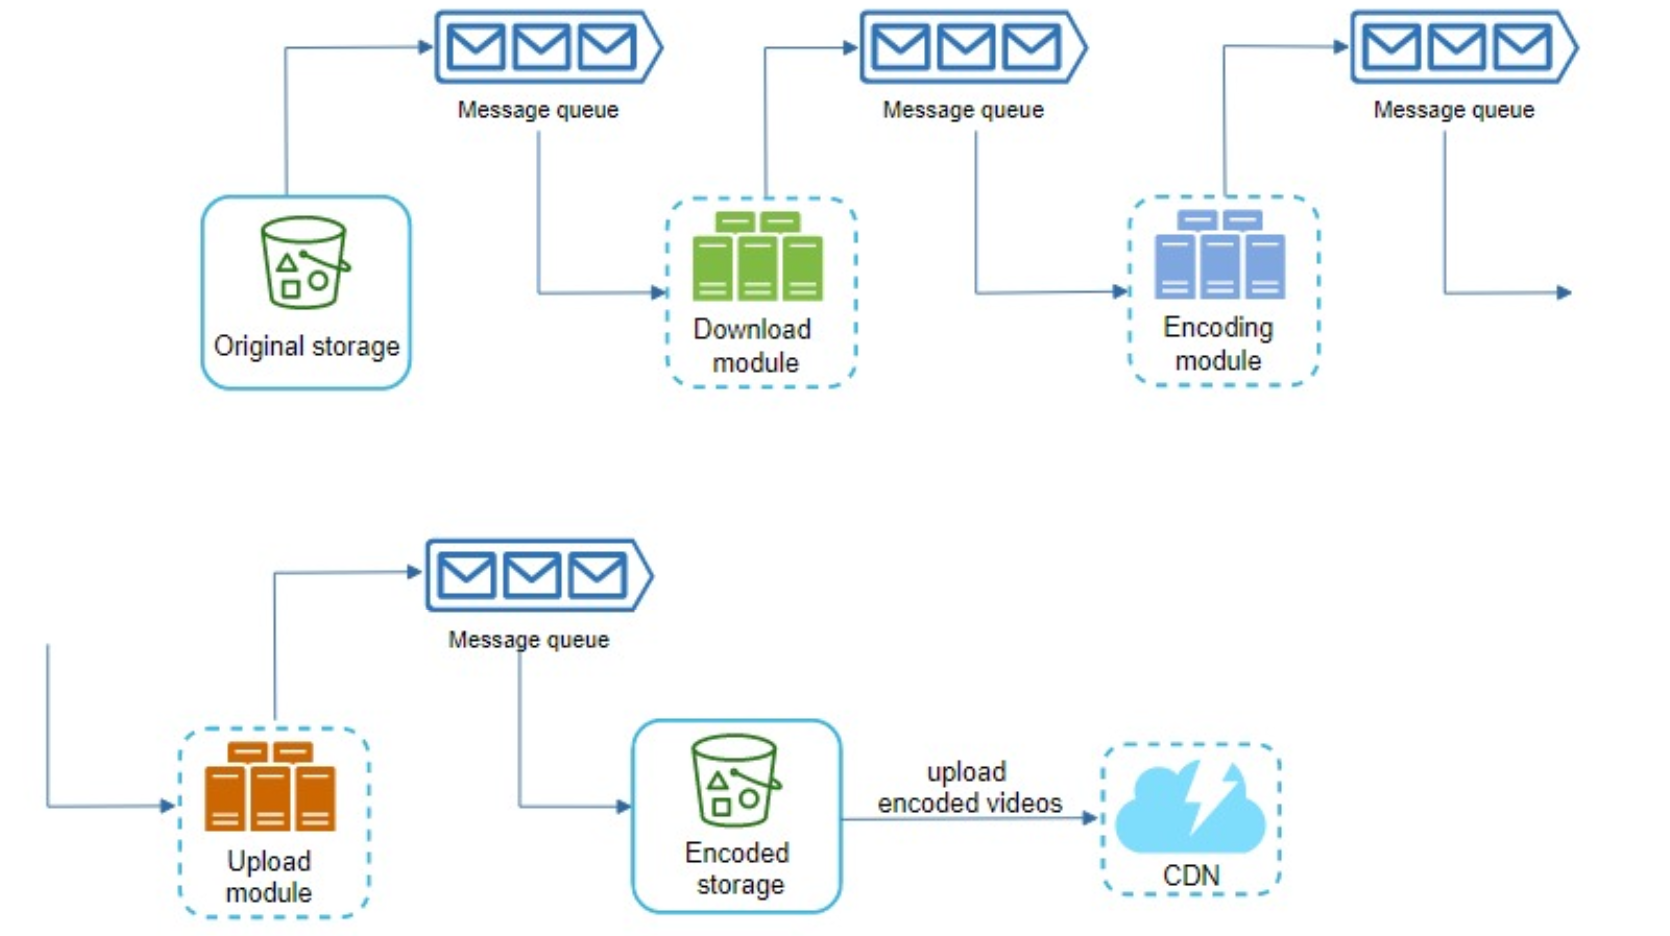 Message queue
Message queue
Message queue
Original storage
Download
module
Encoding
module
Message queue
Upload
module
Encoded
storage
upload
encoded videos
CDN